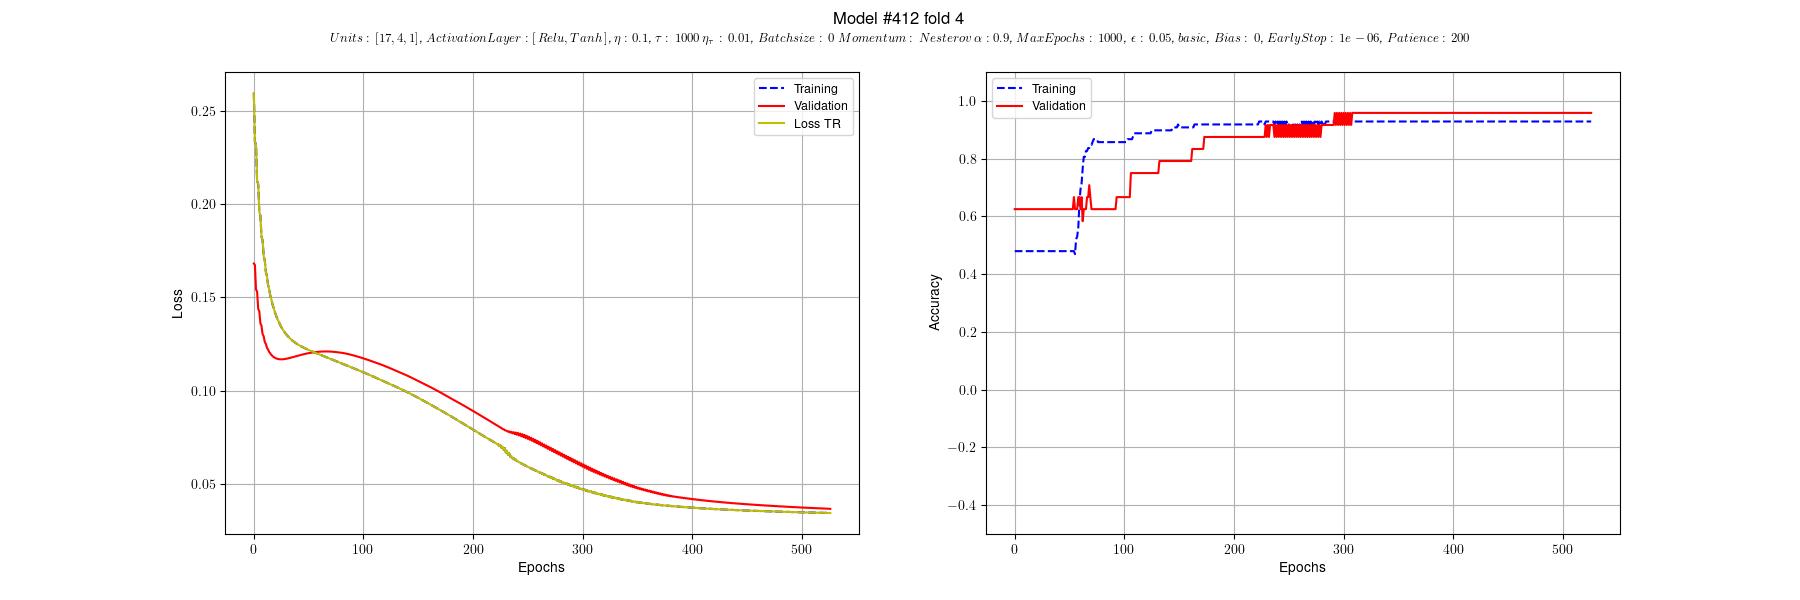 Model #412 fold 4
Units : [17, 4, 1], ActivationLayer : [Relu, Tanh], η : 0.1, τ : 1000 ητ : 0.01, Batchsize : 0 Momentum : Nesterov α : 0.9, MaxEpochs : 1000, ϵ : 0.05, basic, Bias : 0, EarlyStop : 1e − 06, Patience : 200
Training
Validation
Loss TR
0.25
0.20
0.15
0.10
0.05
Loss
0 100 200 300 400 500
Epochs
Training
Validation
1.0
0.8
0.6
0.4
0.2
0.0
−0.2
−0.4
Accuracy
0 100 200 300 400 500
Epochs